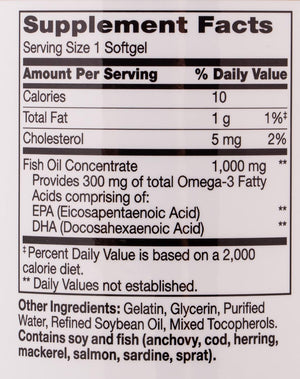 Supplement Facts
Serving Size 1 Softgel
Amount Per Serving % Daily Value
Calories 10
Total Fat 1 g 1%‡
Cholesterol 5 mg 2%
Fish Oil Concentrate 1,000 mg **
Provides 300 mg of total Omega-3 Fatty
Acids comprising of:
EPA (Eicosapentaenoic Acid) **
DHA (Docosahexaenoic Acid) **
‡Percent Daily Value is based on a 2,000
calorie diet.
** Daily Values not established.
Other Ingredients: Gelatin, Glycerin, Purified
Water, Refined Soybean Oil, Mixed Tocopherols.
Contains soy and fish (anchovy, cod, herring,
mackerel, salmon, sardine, sprat).